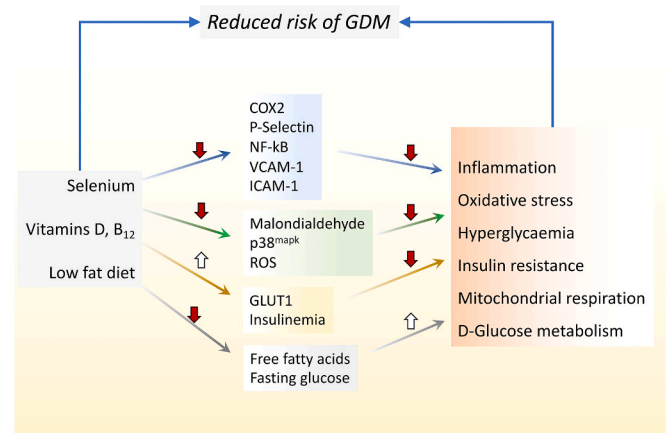 Reduced risk of GDM
COX2
P-Selectin
NF-kB
VCAM-1
ICAM-1
Selenium
Vitamins D, B₁₂
Low fat diet
Malondialdehyde
p38ᵐᵃᵖᵏ
ROS
GLUT1
Insulinemia
Free fatty acids
Fasting glucose
Inflammation
Oxidative stress
Hyperglycaemia
Insulin resistance
Mitochondrial respiration
D-Glucose metabolism